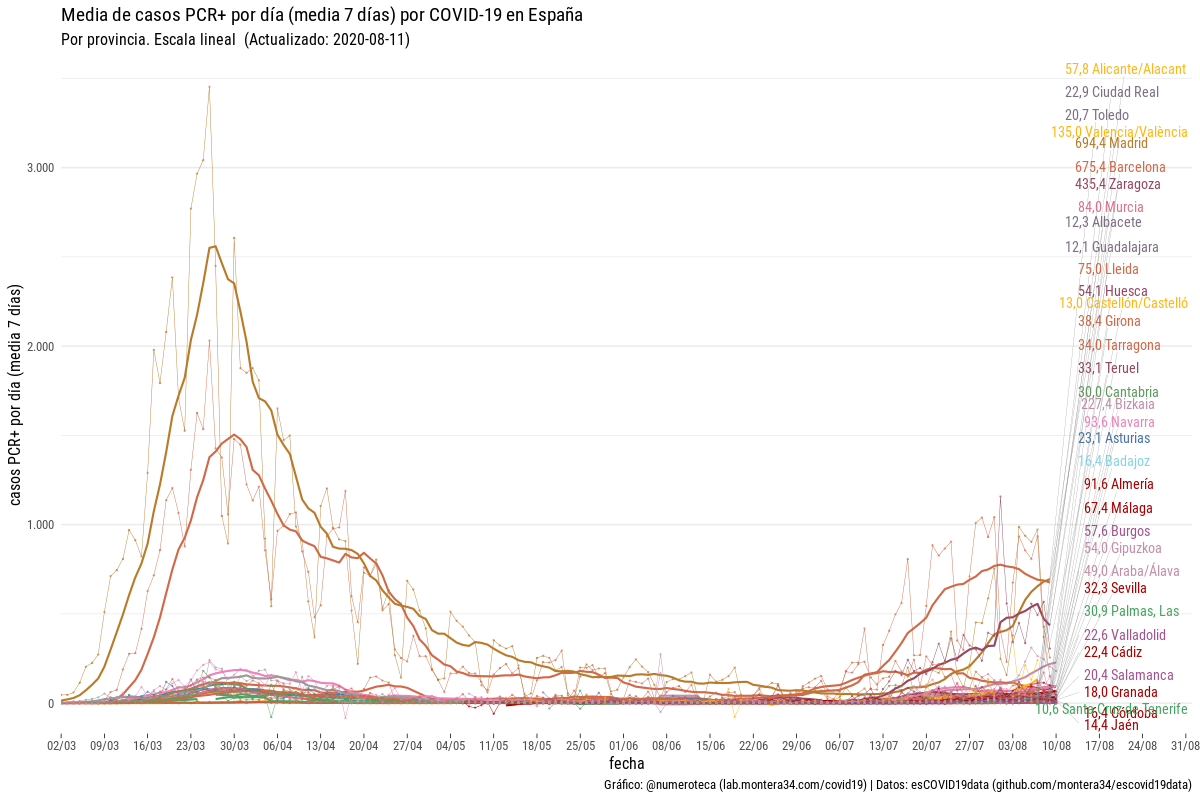 Media de casos PCR+ por día (media 7 días) por COVID-19 en España
Por provincia. Escala lineal (Actualizado: 2020-08-11)
casos PCR+ por día (media 7 días)
3.000
2.000
1.000
0
57,8 Alicante/Alacant
22,9 Ciudad Real
20,7 Toledo
135,0 Valencia/València
694,4 Madrid
675,4 Barcelona
435,4 Zaragoza
84,0 Murcia
12,3 Albacete
12,1 Guadalajara
75,0 Lleida
54,1 Huesca
13,0 Castellón/Castelló
38,4 Girona
34,0 Tarragona
33,1 Teruel
30,0 Cantabria
227,4 Bizkaia
93,6 Navarra
23,1 Asturias
16,4 Badajoz
91,6 Almería
67,4 Málaga
57,6 Burgos
54,0 Gipuzkoa
49,0 Araba/Álava
32,3 Sevilla
30,9 Palmas, Las
22,6 Valladolid
22,4 Cádiz
20,4 Salamanca
18,0 Granada
10,6 Santa Cruz de Tenerife
16,4 Córdoba
14,4 Jaén
02/03 09/03 16/03 23/03 30/03 06/04 13/04 20/04 27/04 04/05 11/05 18/05 25/05 01/06 08/06 15/06 22/06 29/06 06/07 13/07 20/07 27/07 03/08 10/08 17/08 24/08 31/08
fecha
Gráfico: @numeroteca (lab.montera34.com/covid19) | Datos: esCOVID19data (github.com/montera34/escovid19data)